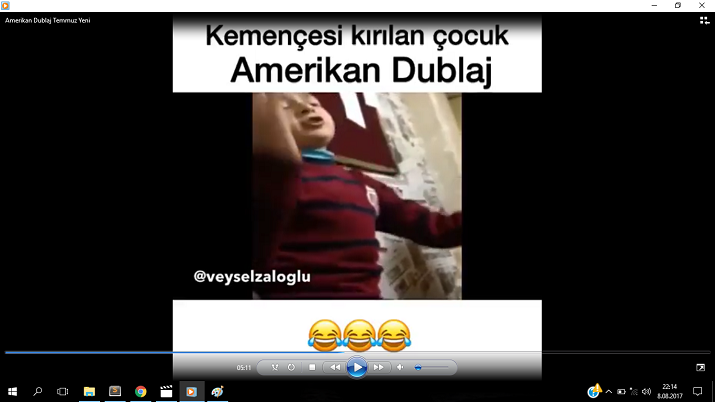 Amerikan Dublaj Temmuz Yeni
Kemençesi kırılan çocuk
Amerikan Dublaj
@veyselzaloglu
05:11
22:14
8.08.2017